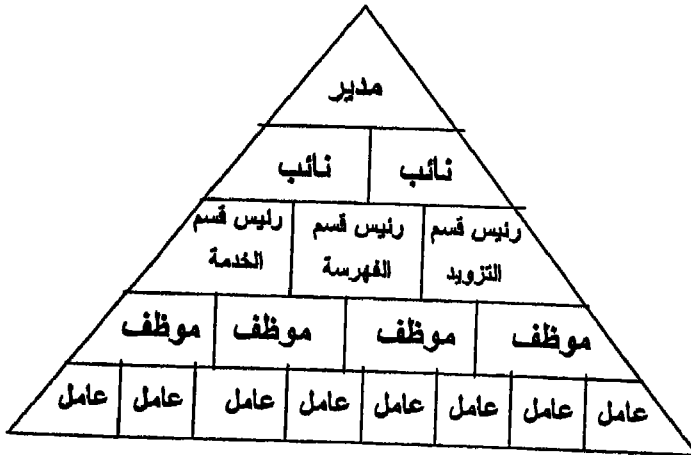 مدير
نائب نائب
رئيس قسم رئيس قسم رئيس قسم
التزويد الفهرسة الخدمة
موظف موظف موظف موظف
عامل عامل عامل عامل عامل عامل عامل عامل